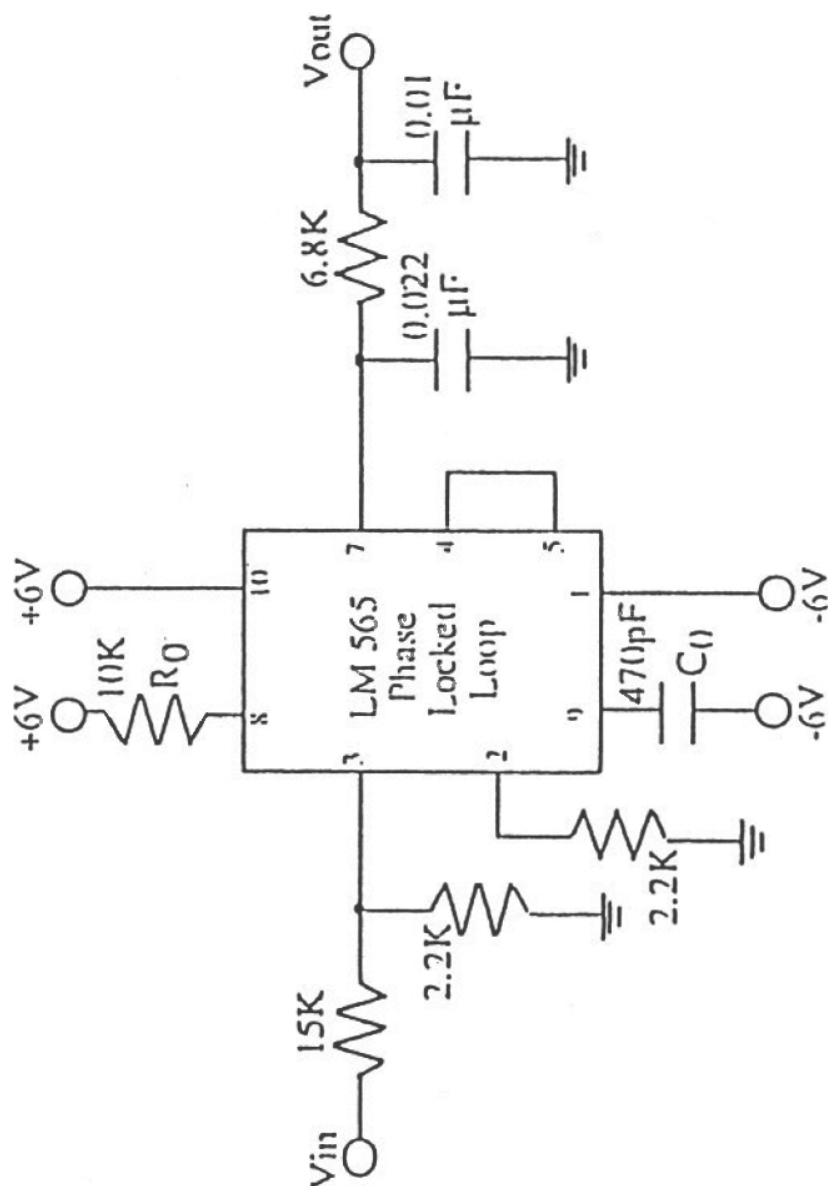 +6V
+6V
10K
R0
8
10
Vin
15K
2.2K
2.2K
3
2
LM 565
Phase
Locked
Loop
7
4
5
9
1
470pF
C0
-6V
-6V
6.8K
0.022
μF
0.01
μF
Vout